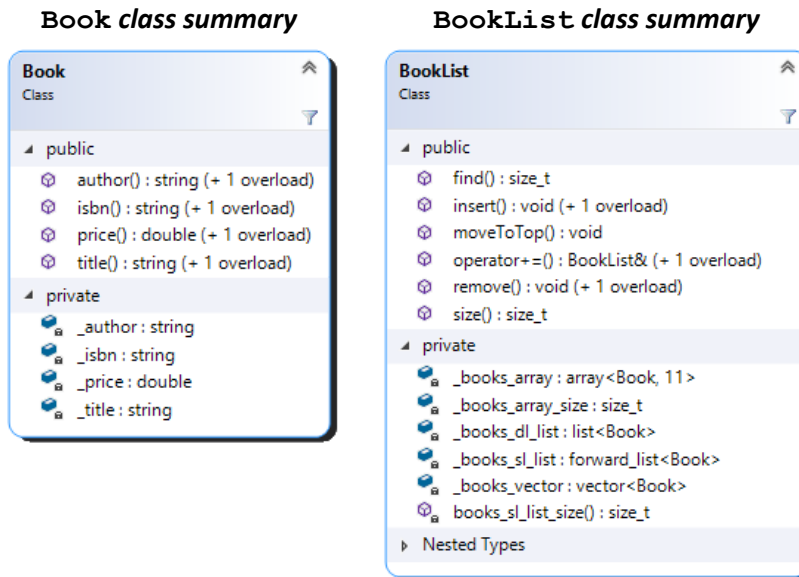 Book class summary
Book
Class
public
author() : string (+ 1 overload)
isbn() : string (+ 1 overload)
price() : double (+ 1 overload)
title() : string (+ 1 overload)
private
_author : string
_isbn : string
_price : double
_title : string
BookList class summary
BookList
Class
public
find() : size_t
insert() : void (+ 1 overload)
moveToTop() : void
operator+=() : BookList& (+ 1 overload)
remove() : void (+ 1 overload)
size() : size_t
private
_books_array : array<Book, 11>
_books_array_size : size_t
_books_dl_list : list<Book>
_books_sl_list : forward_list<Book>
_books_vector : vector<Book>
books_sl_list_size() : size_t
Nested Types